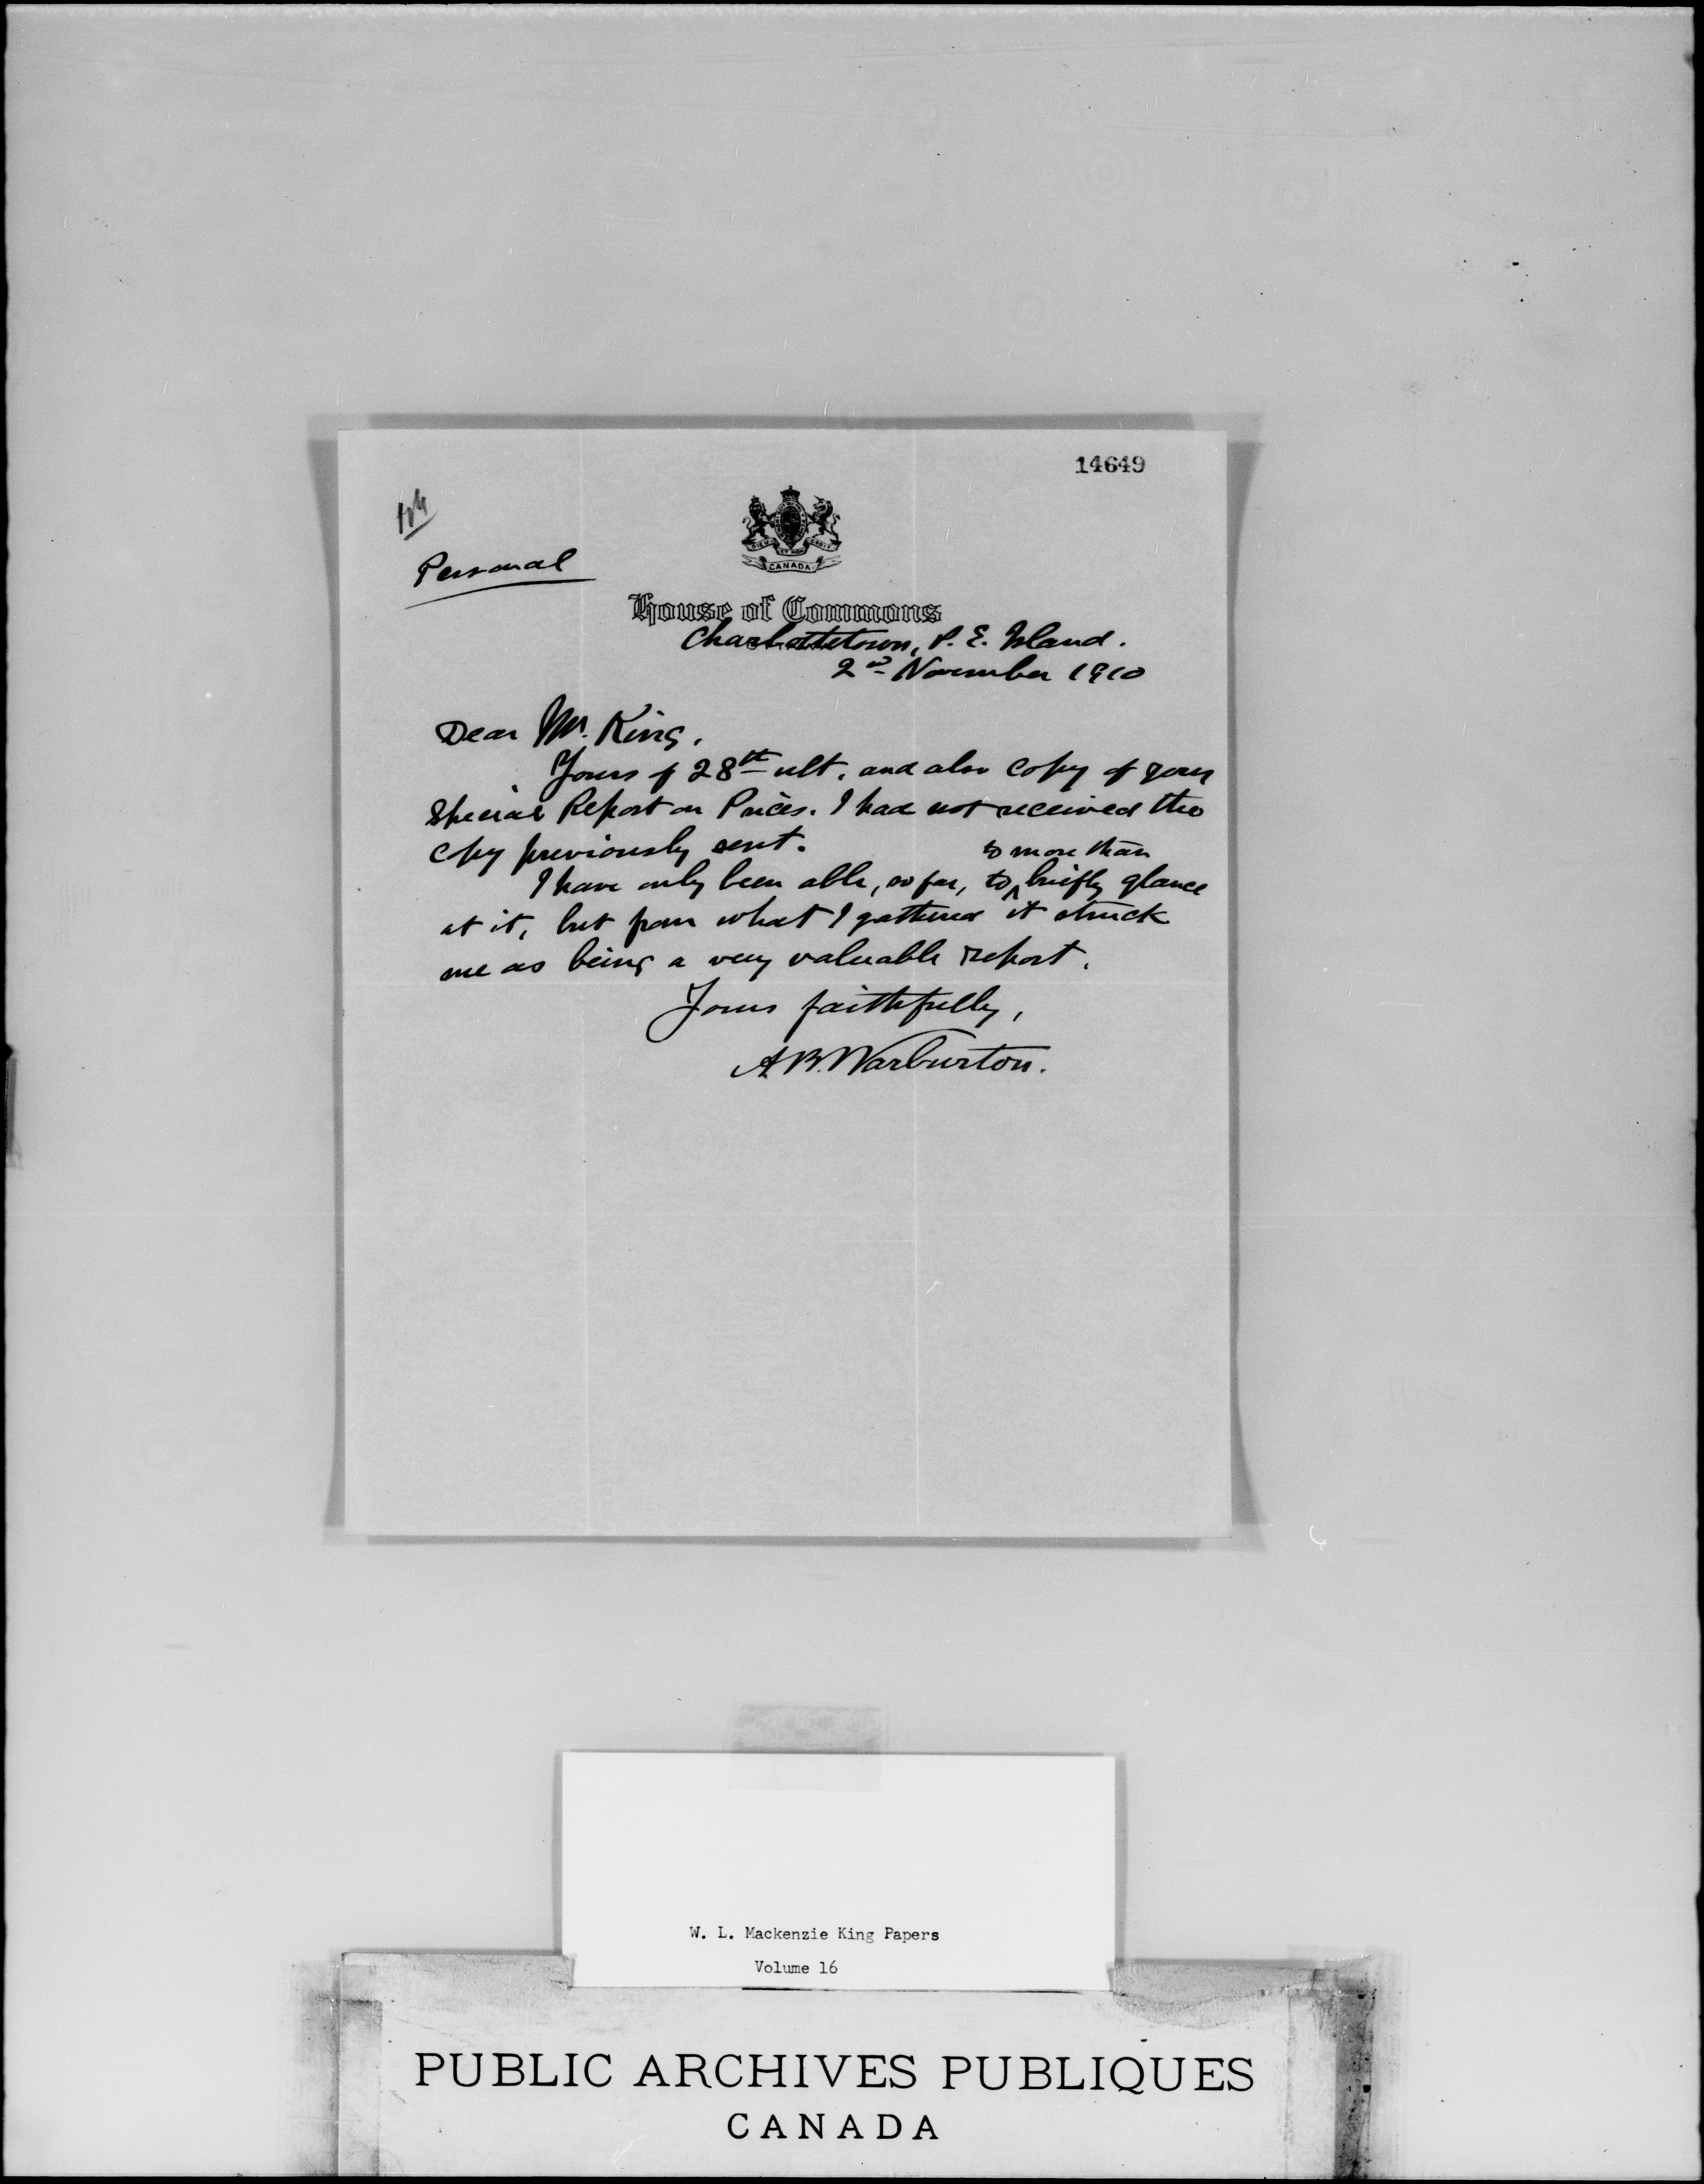 14649
Personal
CANADA
House of Commons
Charlottetown, P. E. Island.
2nd November 1910
Dear Mr. King,
Yours of 28th ult. and also copy of your
Special Report on Prices. I had not received the
copy previously sent.
to more than
I have only been able, so far, to ^ briefly glance
at it, but from what I gathered it struck
me as being a very valuable report.
Yours faithfully,
A. B. Warburton.
W. L. Mackenzie King Papers
Volume 16
PUBLIC ARCHIVES PUBLIQUES
CANADA